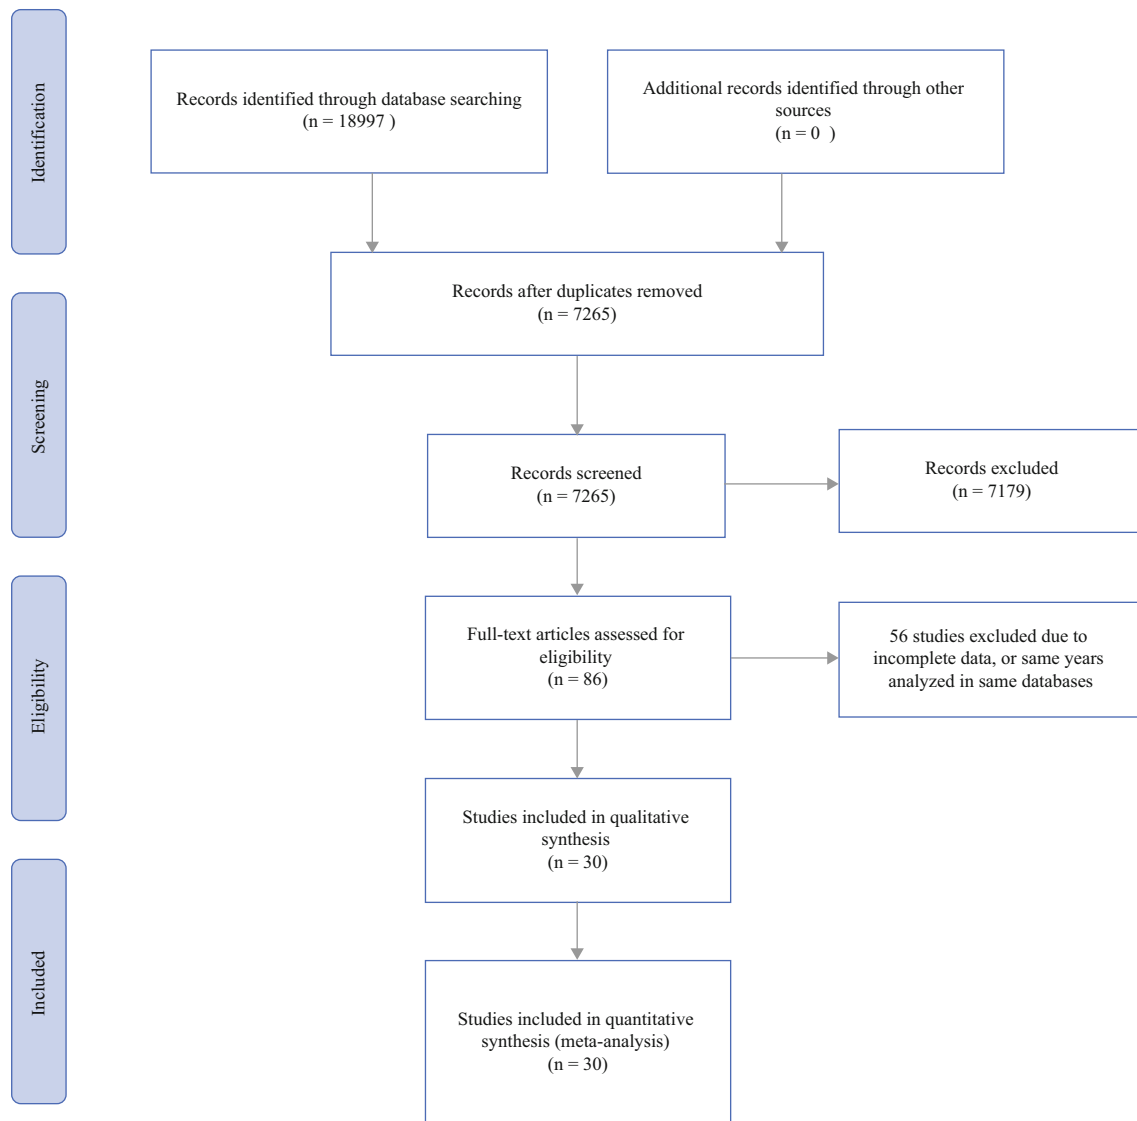 Identification
Records identified through database searching
(n = 18997 )
Additional records identified through other
sources
(n = 0 )
Records after duplicates removed
(n = 7265)
Screening
Records screened
(n = 7265)
Records excluded
(n = 7179)
Eligibility
Full-text articles assessed for
eligibility
(n = 86)
56 studies excluded due to
incomplete data, or same years
analyzed in same databases
Studies included in qualitative
synthesis
(n = 30)
Included
Studies included in quantitative
synthesis (meta-analysis)
(n = 30)